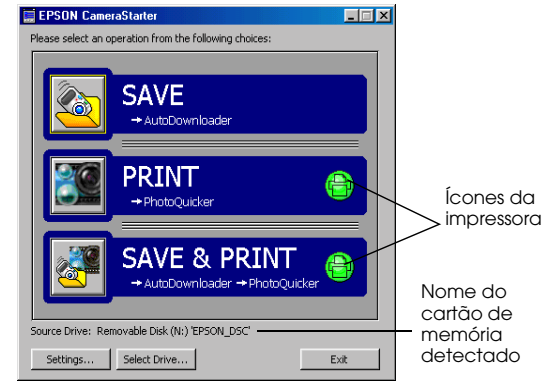 EPSON CameraStarter
Please select an operation from the following choices:
SAVE
➔ AutoDownloader
PRINT
➔ PhotoQuicker
SAVE & PRINT
➔ AutoDownloader ➔ PhotoQuicker
Source Drive: Removable Disk (N:) 'EPSON_DSC'
Settings... Select Drive... Exit
Ícones da
impressora
Nome do
cartão de
memória
detectado